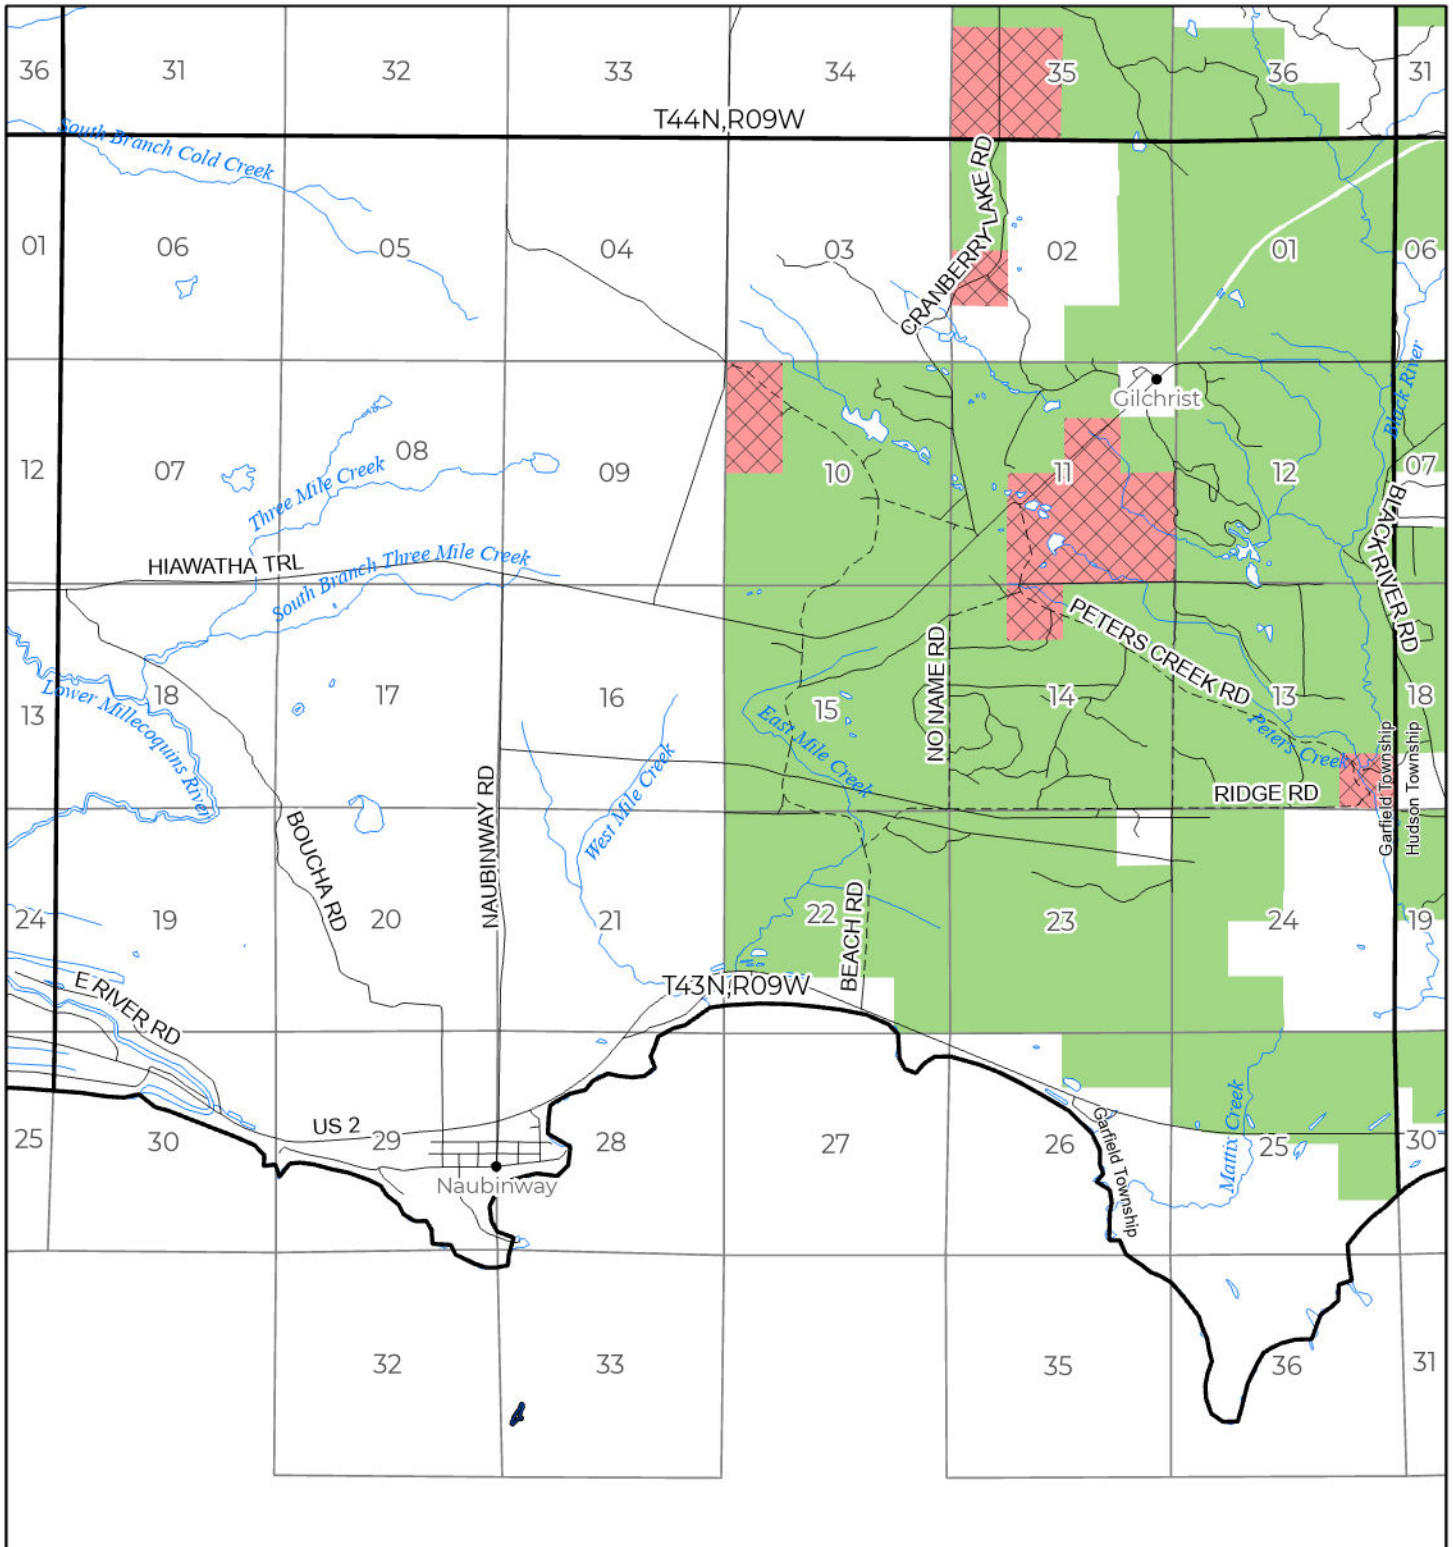 36 31 32 33 34 35 36 31
T44N,R09W
South Branch Cold Creek
CRANBERRY LAKE RD
01 06 05 04 03 02 01 06
Black River
Gilchrist
12 07 08 09 10 11 12 07
Three Mile Creek
BLACK RIVER RD
HIAWATHA TRL
South Branch Three Mile Creek
PETERS CREEK RD
NO NAME RD
13 18 17 16 15 14 13 18
Lower Millecoquins River
East Mile Creek
Peters Creek
Garfield Township
Hudson Township
West Mile Creek
NAUBINWAY RD
RIDGE RD
BOUCHA RD
24 19 20 21 22 23 24 19
BEACH RD
E RIVER RD
T43N,R09W
Mattix Creek
Garfield Township
US 2
25 30 29 28 27 26 25 30
Naubinway
32 33 35 36 31